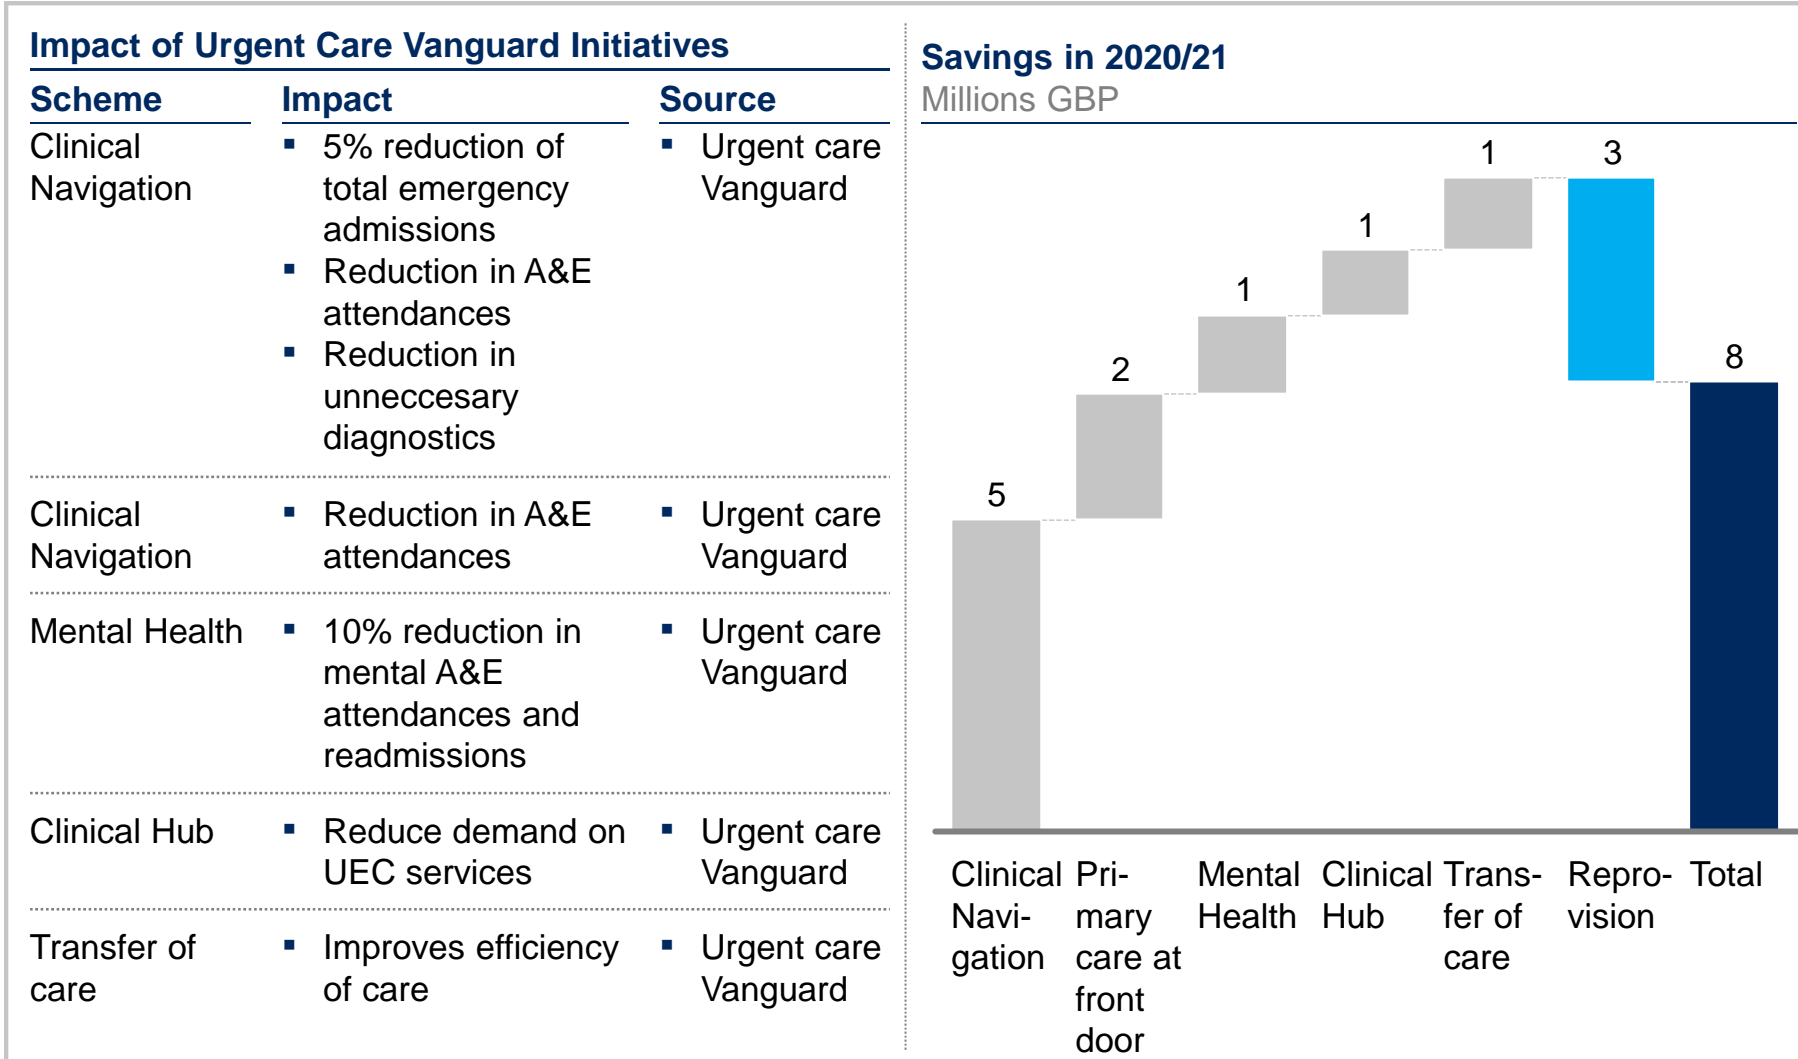 Impact of Urgent Care Vanguard Initiatives
Scheme
Impact
Source
Clinical
Navigation
▪ 5% reduction of
total emergency
admissions
▪ Reduction in A&E
attendances
▪ Reduction in
unneccesary
diagnostics
▪ Urgent care
Vanguard
Clinical
Navigation
▪ Reduction in A&E
attendances
▪ Urgent care
Vanguard
Mental Health
▪ 10% reduction in
mental A&E
attendances and
readmissions
▪ Urgent care
Vanguard
Clinical Hub
▪ Reduce demand on
UEC services
▪ Urgent care
Vanguard
Transfer of
care
▪ Improves efficiency
of care
▪ Urgent care
Vanguard
Savings in 2020/21
Millions GBP
5
2
1
1
1
3
8
Clinical
Navi-
gation
Pri-
mary
care at
front
door
Mental
Health
Clinical
Hub
Trans-
fer of
care
Repro-
vision
Total